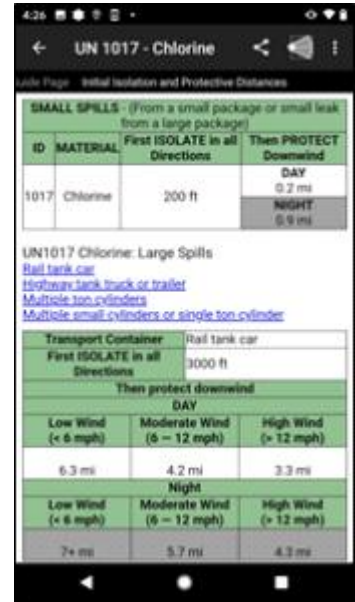 4:26
UN 1017 - Chlorine
uide Page Initial Isolation and Protective Distances
SMALL SPILLS - (From a small package or small leak from a large package)
ID MATERIAL First ISOLATE in all Directions Then PROTECT Downwind
1017 Chlorine 200 ft DAY 0.2 mi
NIGHT 0.9 mi
UN1017 Chlorine: Large Spills
Rail tank car
Highway tank truck or trailer
Multiple ton cylinders
Multiple small cylinders or single ton cylinder
Transport Container Rail tank car
First ISOLATE in all Directions 3000 ft
Then protect downwind
DAY
Low Wind (< 6 mph) Moderate Wind (6 – 12 mph) High Wind (> 12 mph)
6.3 mi 4.2 mi 3.3 mi
Night
Low Wind (< 6 mph) Moderate Wind (6 – 12 mph) High Wind (> 12 mph)
7+ mi 5.7 mi 4.3 mi